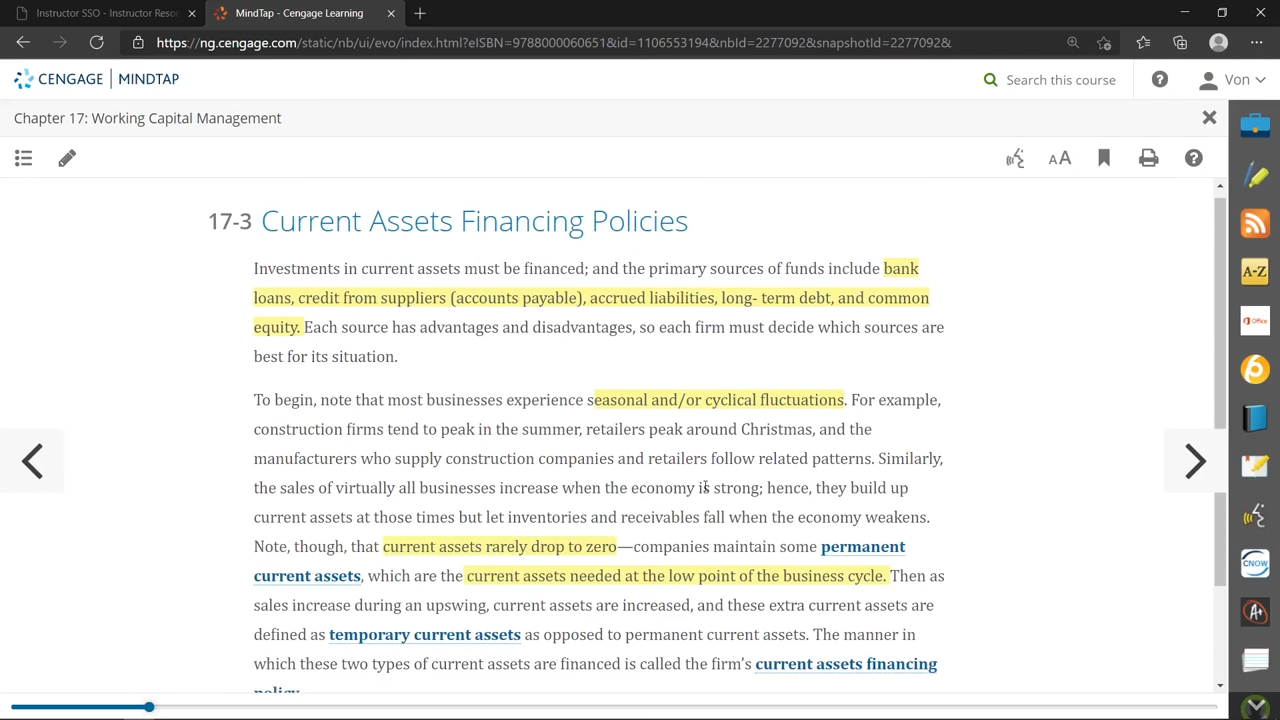 Instructor SSO - Instructor Resou
MindTap - Cengage Learning
https://ng.cengage.com/static/nb/ui/evo/index.html?eISBN=9788000060651&id=1106553194&nbId=2277092&snapshotId=2277092&
CENGAGE | MINDTAP
Search this course
Von
Chapter 17: Working Capital Management
AA
17-3 Current Assets Financing Policies
Investments in current assets must be financed; and the primary sources of funds include bank
loans, credit from suppliers (accounts payable), accrued liabilities, long- term debt, and common
equity. Each source has advantages and disadvantages, so each firm must decide which sources are
best for its situation.
To begin, note that most businesses experience seasonal and/or cyclical fluctuations. For example,
construction firms tend to peak in the summer, retailers peak around Christmas, and the
manufacturers who supply construction companies and retailers follow related patterns. Similarly,
the sales of virtually all businesses increase when the economy is strong; hence, they build up
current assets at those times but let inventories and receivables fall when the economy weakens.
Note, though, that current assets rarely drop to zero—companies maintain some permanent
current assets, which are the current assets needed at the low point of the business cycle. Then as
sales increase during an upswing, current assets are increased, and these extra current assets are
defined as temporary current assets as opposed to permanent current assets. The manner in
which these two types of current assets are financed is called the firm's current assets financing
policy.
A-Z
Office
CNOW
A+